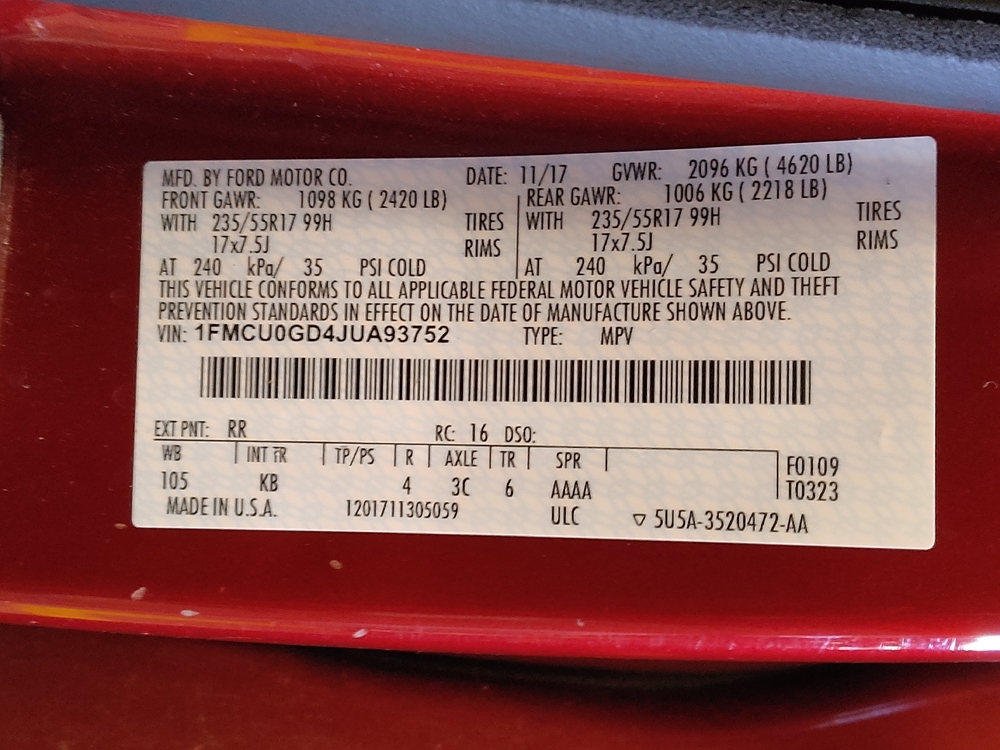 MFD. BY FORD MOTOR CO. DATE: 11/17 GVWR: 2096 KG ( 4620 LB)
FRONT GAWR: 1098 KG ( 2420 LB) REAR GAWR: 1006 KG ( 2218 LB)
WITH 235/55R17 99H TIRES WITH 235/55R17 99H TIRES
17x7.5J RIMS 17x7.5J RIMS
AT 240 kPa/ 35 PSI COLD AT 240 kPa/ 35 PSI COLD
THIS VEHICLE CONFORMS TO ALL APPLICABLE FEDERAL MOTOR VEHICLE SAFETY AND THEFT
PREVENTION STANDARDS IN EFFECT ON THE DATE OF MANUFACTURE SHOWN ABOVE.
VIN: 1FMCU0GD4JUA93752 TYPE: MPV
EXT PNT: RR RC: 16 DSO:
WB INT TR TP/PS R AXLE TR SPR F0109
105 KB 4 3C 6 AAAA T0323
MADE IN U.S.A. 1201711305059 ULC ▽ 5U5A-3520472-AA